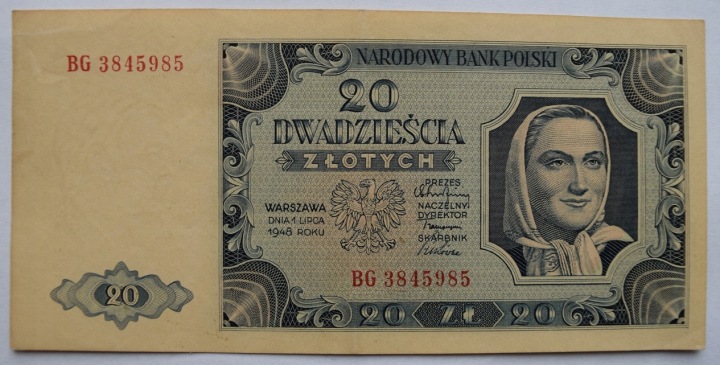 BG 3845985
NARODOWY BANK POLSKI
20
DWADZIEŚCIA
ZŁOTYCH
WARSZAWA
DNIA 1 LIPCA
1948 ROKU
PREZES
NACZELNY
DYREKTOR
SKARBNIK
BG 3845985
20
20 ZŁ 20